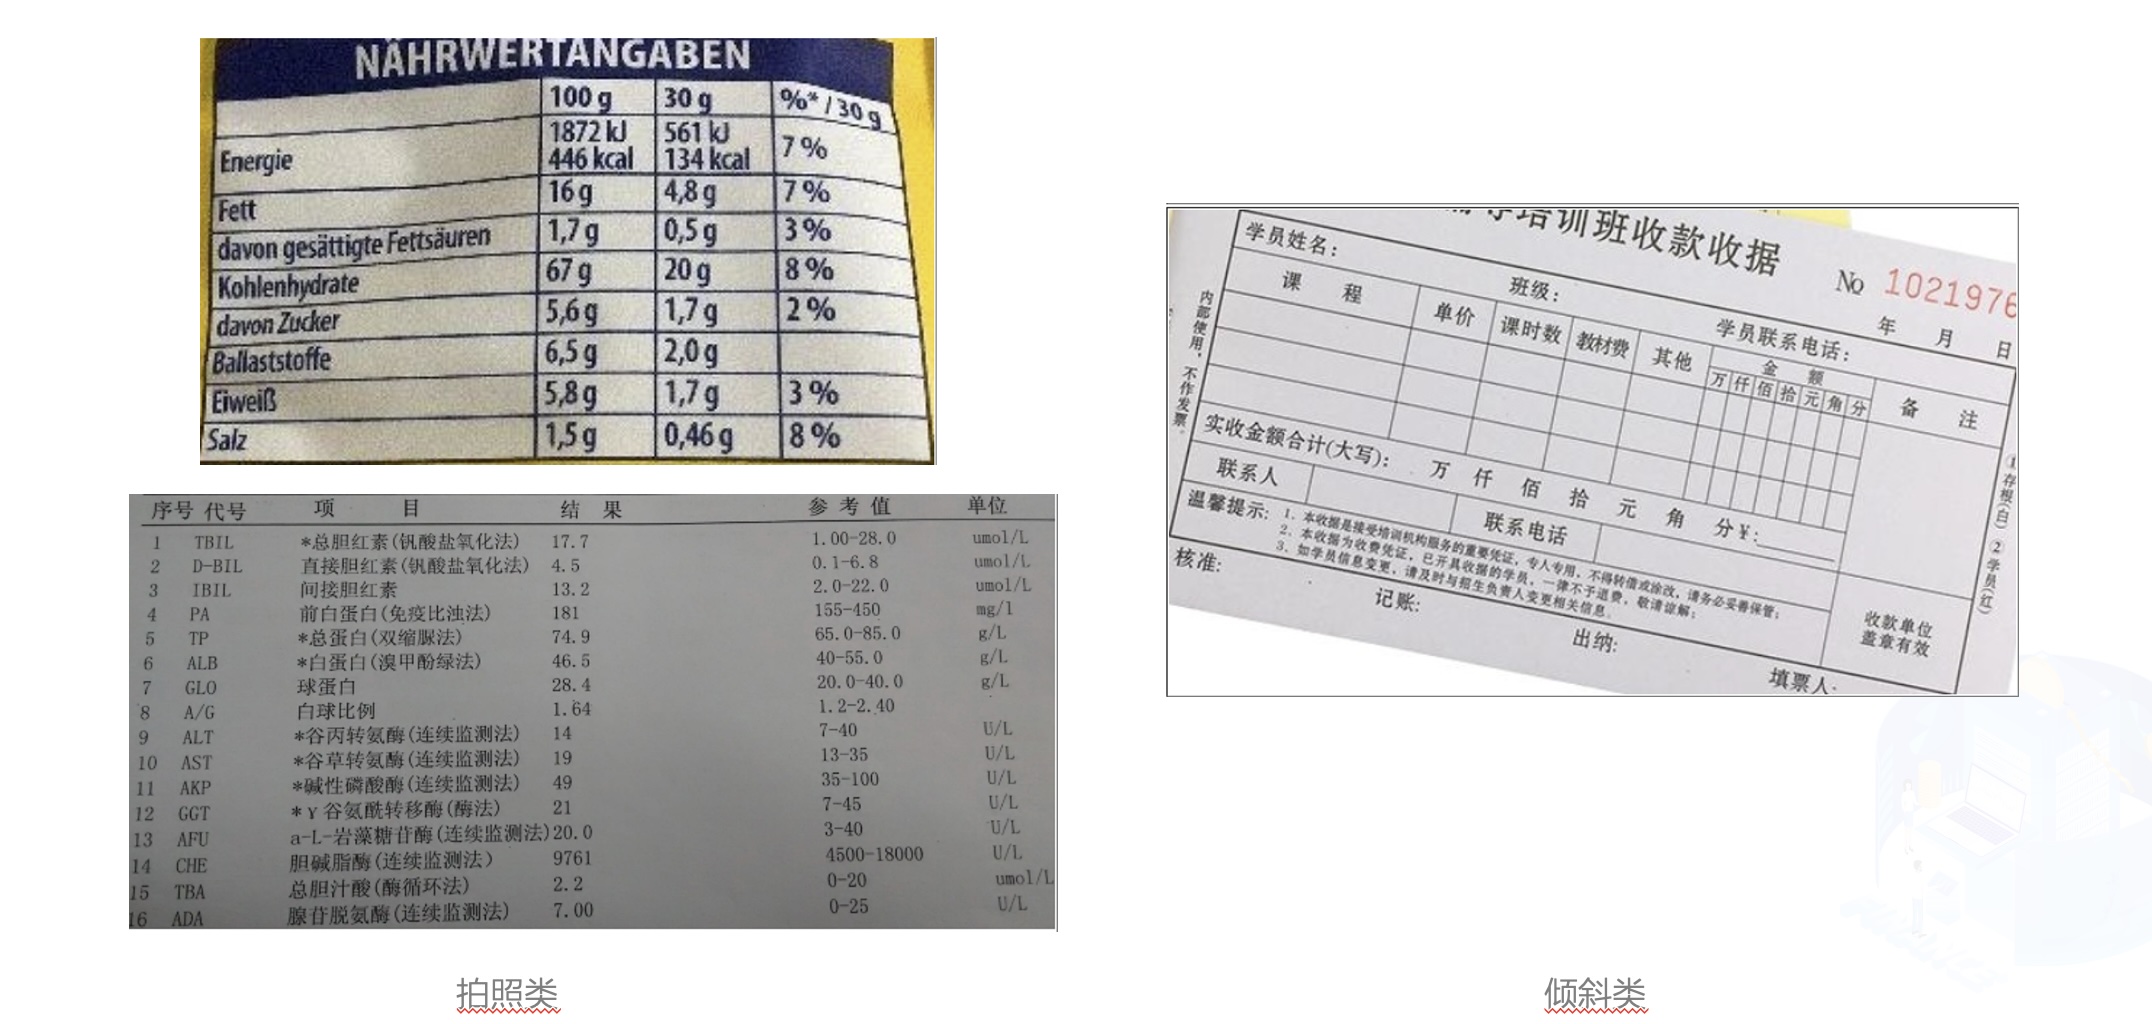 NÄHRWERTANGABEN
100 g 30 g %* / 30 g
Energie 1872 kJ 446 kcal 561 kJ 134 kcal 7 %
Fett 16 g 4,8 g 7 %
davon gesättigte Fettsäuren 1,7 g 0,5 g 3 %
Kohlenhydrate 67 g 20 g 8 %
davon Zucker 5,6 g 1,7 g 2 %
Ballaststoffe 6,5 g 2,0 g
Eiweiß 5,8 g 1,7 g 3 %
Salz 1,5 g 0,46 g 8 %
序号 代号 项 目 结 果 参 考 值 单位
1 TBIL *总胆红素(钒酸盐氧化法) 17.7 1.00-28.0 umol/L
2 D-BIL 直接胆红素(钒酸盐氧化法) 4.5 0.1-6.8 umol/L
3 IBIL 间接胆红素 13.2 2.0-22.0 umol/L
4 PA 前白蛋白(免疫比浊法) 181 155-450 mg/l
5 TP *总蛋白(双缩脲法) 74.9 65.0-85.0 g/L
6 ALB *白蛋白(溴甲酚绿法) 46.5 40-55.0 g/L
7 GLO 球蛋白 28.4 20.0-40.0 g/L
8 A/G 白球比例 1.64 1.2-2.40
9 ALT *谷丙转氨酶(连续监测法) 14 7-40 U/L
10 AST *谷草转氨酶(连续监测法) 19 13-35 U/L
11 AKP *碱性磷酸酶(连续监测法) 49 35-100 U/L
12 GGT *γ谷氨酰转移酶(酶法) 21 7-45 U/L
13 AFU a-L-岩藻糖苷酶(连续监测法) 20.0 3-40 U/L
14 CHE 胆碱脂酶(连续监测法) 9761 4500-18000 U/L
15 TBA 总胆汁酸(酶循环法) 2.2 0-20 umol/L
16 ADA 腺苷脱氨酶(连续监测法) 7.00 0-25 U/L
拍照类
培训班收款收据
No 1021976
年 月 日
学员姓名: 班级: 学员联系电话:
课 程 单价 课时数 教材费 其他 金 额 备 注
万 仟 佰 拾 元 角 分
实收金额合计(大写): 万 仟 佰 拾 元 角 分 ¥:
联系人 联系电话
温馨提示: 1、本收据是接受培训机构服务的重要凭证,专人专用,不得转借或涂改,请务必妥善保管;
2、本收据为收费凭证,已开具收据的学员,一律不予退费,敬请谅解;
3、如学员信息变更,请及时与招生负责人变更相关信息.
收款单位
盖章有效
核准: 记账: 出纳: 填票人:
内部使用,不作发票.
①存根(白) ②学员(红)
倾斜类